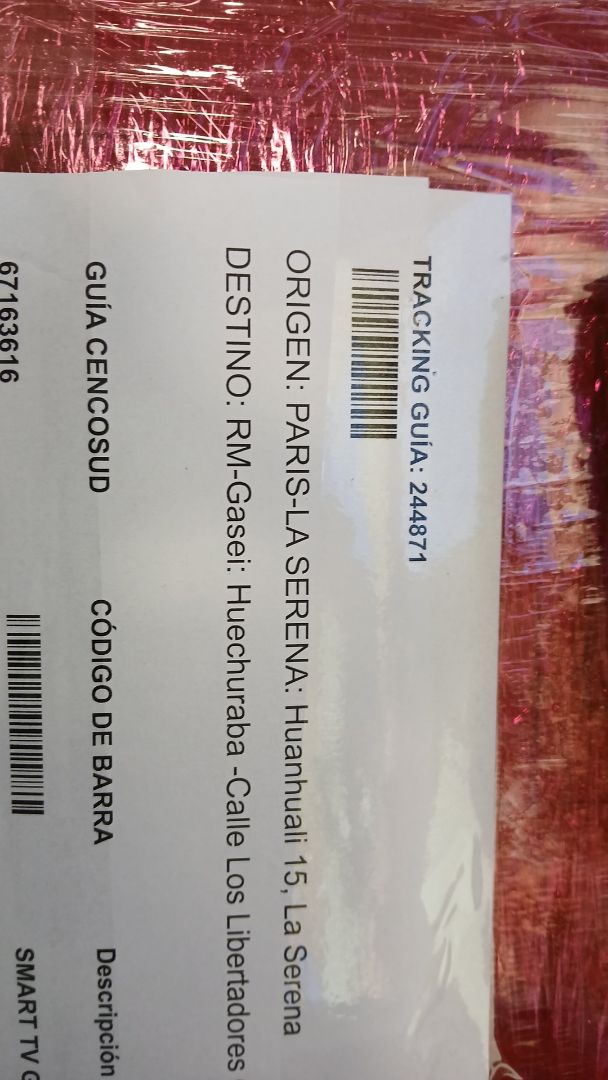 TRACKING GUÍA: 244871
ORIGEN: PARIS-LA SERENA: Huanhuali 15, La Serena
DESTINO: RM-Gasei: Huechuraba -Calle Los Libertadores
GUÍA CENCOSUD CÓDIGO DE BARRA Descripción
67163616 SMART TV